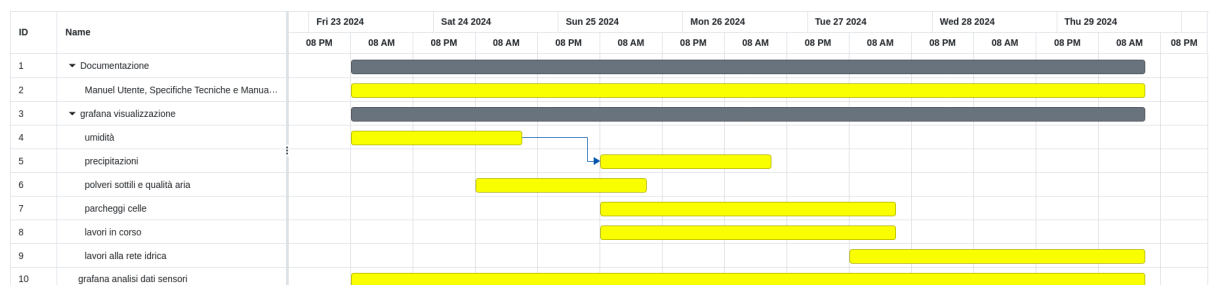 ID Name Fri 23 2024 Sat 24 2024 Sun 25 2024 Mon 26 2024 Tue 27 2024 Wed 28 2024 Thu 29 2024
08 PM 08 AM 08 PM 08 AM 08 PM 08 AM 08 PM 08 AM 08 PM 08 AM 08 PM 08 AM 08 PM 08 AM 08 PM
1 Documentazione
2 Manuel Utente, Specifiche Tecniche e Manua...
3 grafana visualizzazione
4 umidità
5 precipitazioni
6 polveri sottili e qualità aria
7 parcheggi celle
8 lavori in corso
9 lavori alla rete idrica
10 grafana analisi dati sensori